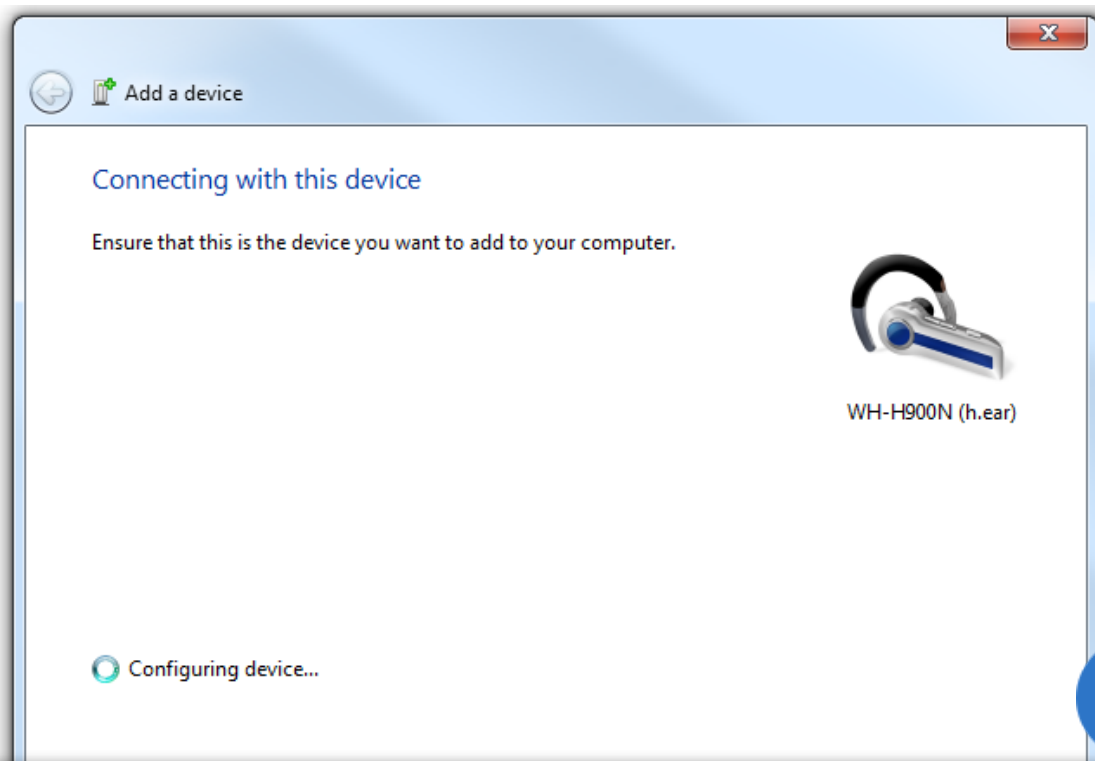 Add a device
Connecting with this device
Ensure that this is the device you want to add to your computer.
WH-H900N (h.ear)
Configuring device...